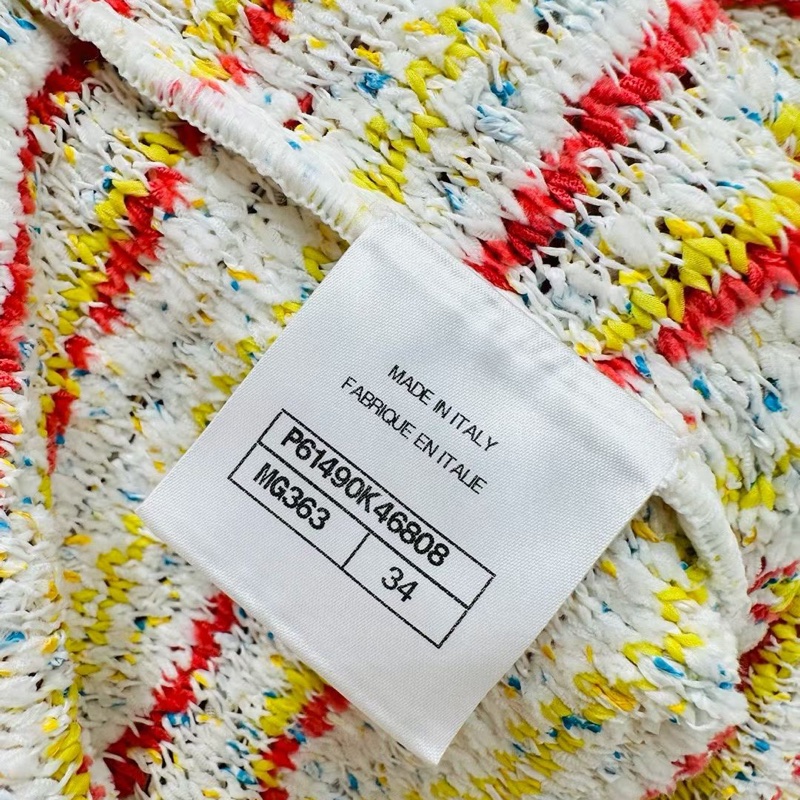 MADE IN ITALY
FABRIQUE EN ITALIE
P61490K46808
MG363 34